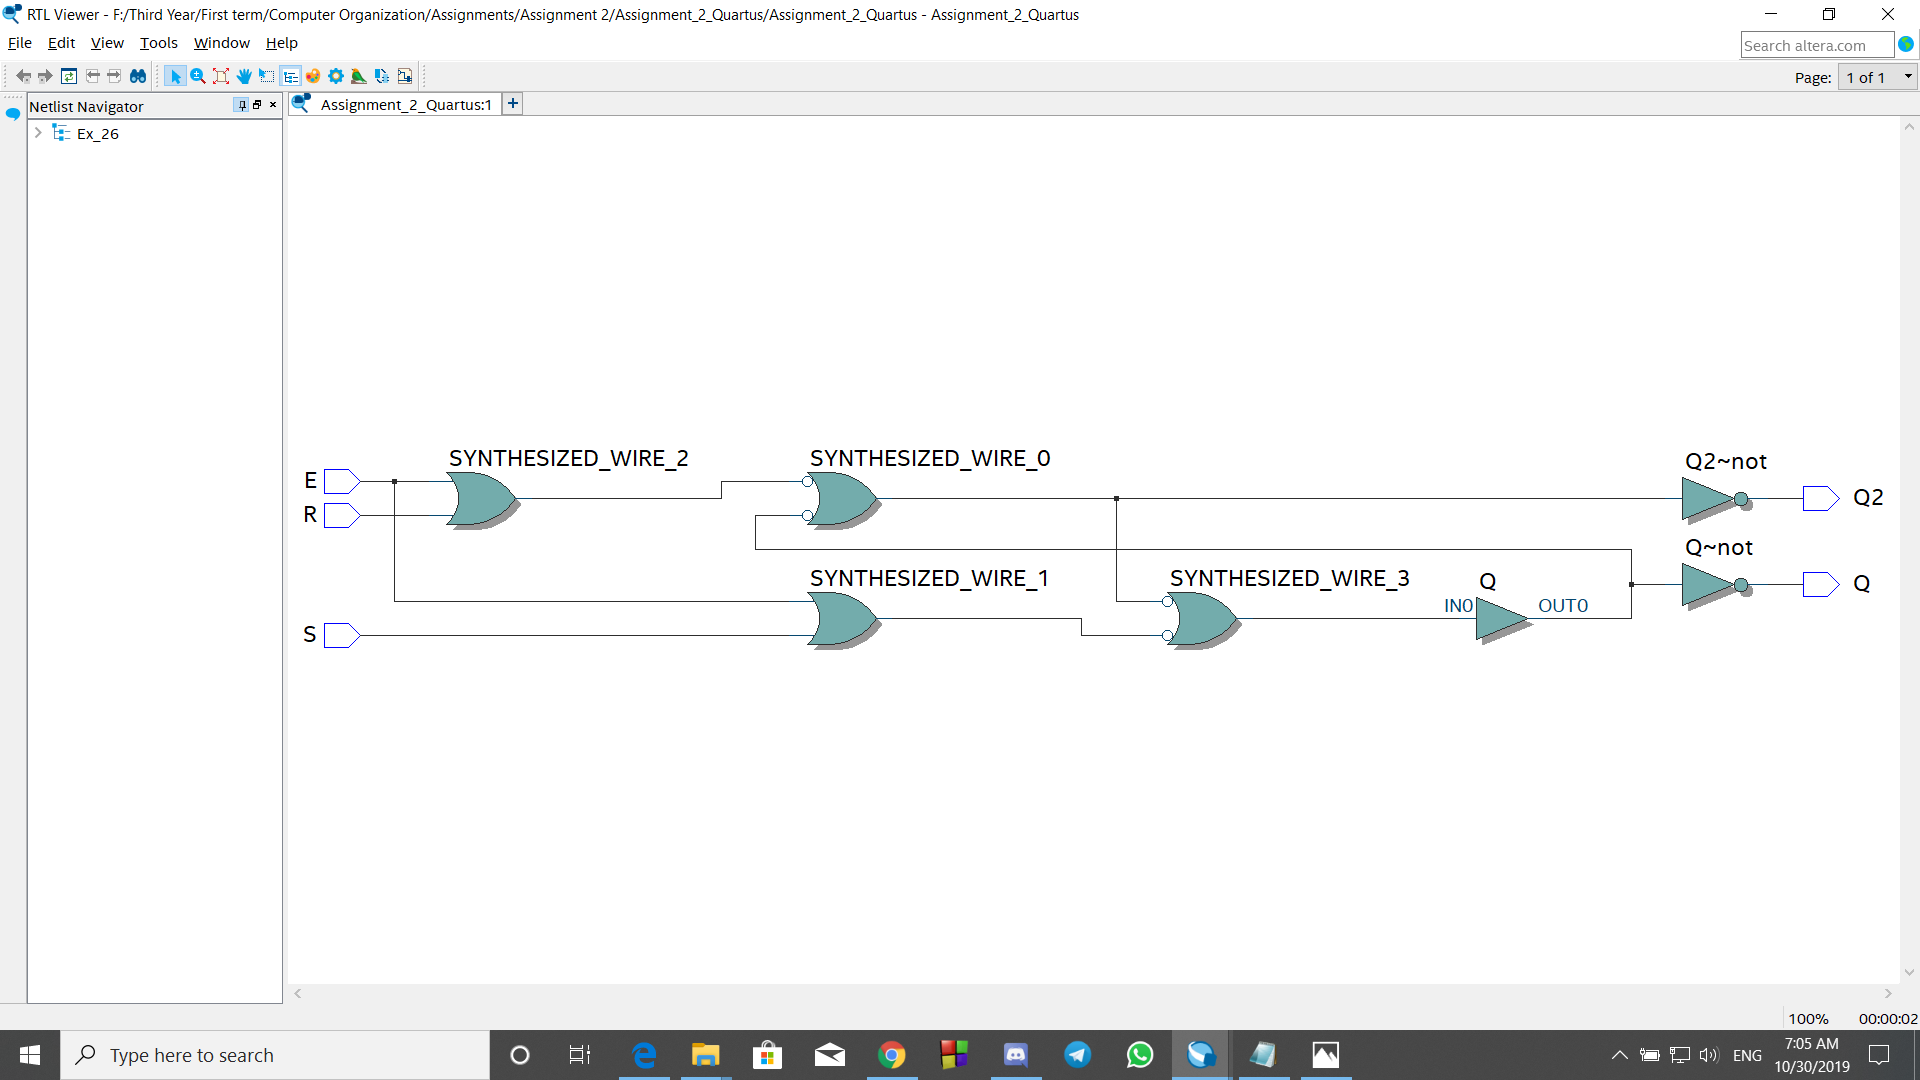 RTL Viewer - F:/Third Year/First term/Computer Organization/Assignments/Assignment 2/Assignment_2_Quartus/Assignment_2_Quartus - Assignment_2_Quartus
File Edit View Tools Window Help
Search altera.com
Page: 1 of 1
Netlist Navigator
Assignment_2_Quartus:1
Ex_26
SYNTHESIZED_WIRE_2
SYNTHESIZED_WIRE_0
Q2~not
E
R
Q2
Q~not
SYNTHESIZED_WIRE_1
SYNTHESIZED_WIRE_3
Q
Q
IN0
OUT0
S
100%
00:00:02
Type here to search
ENG
7:05 AM
10/30/2019